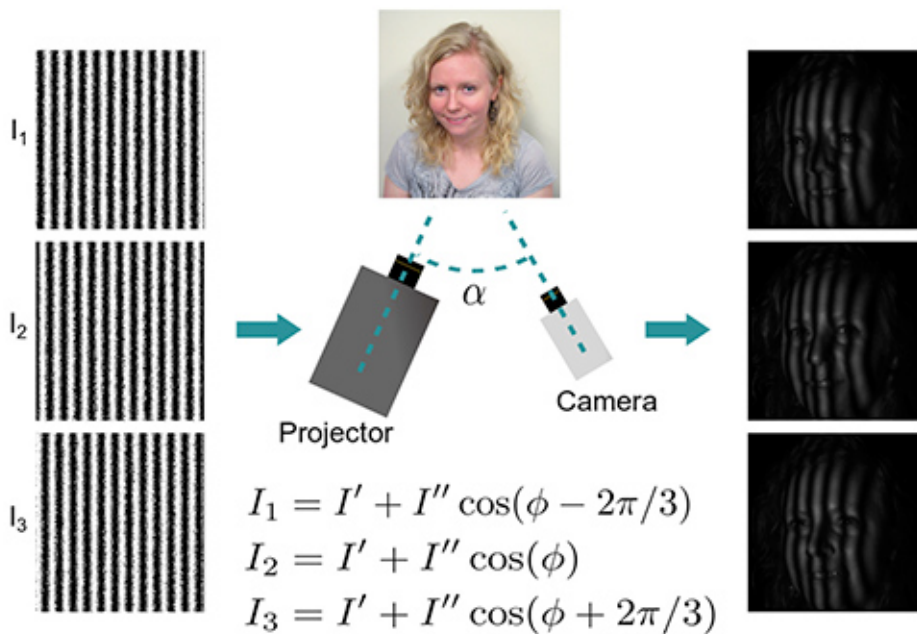 I₁
I₂
I₃
α
Projector
Camera
I₁ = I′ + I″ cos(ϕ − 2π/3)
I₂ = I′ + I″ cos(ϕ)
I₃ = I′ + I″ cos(ϕ + 2π/3)